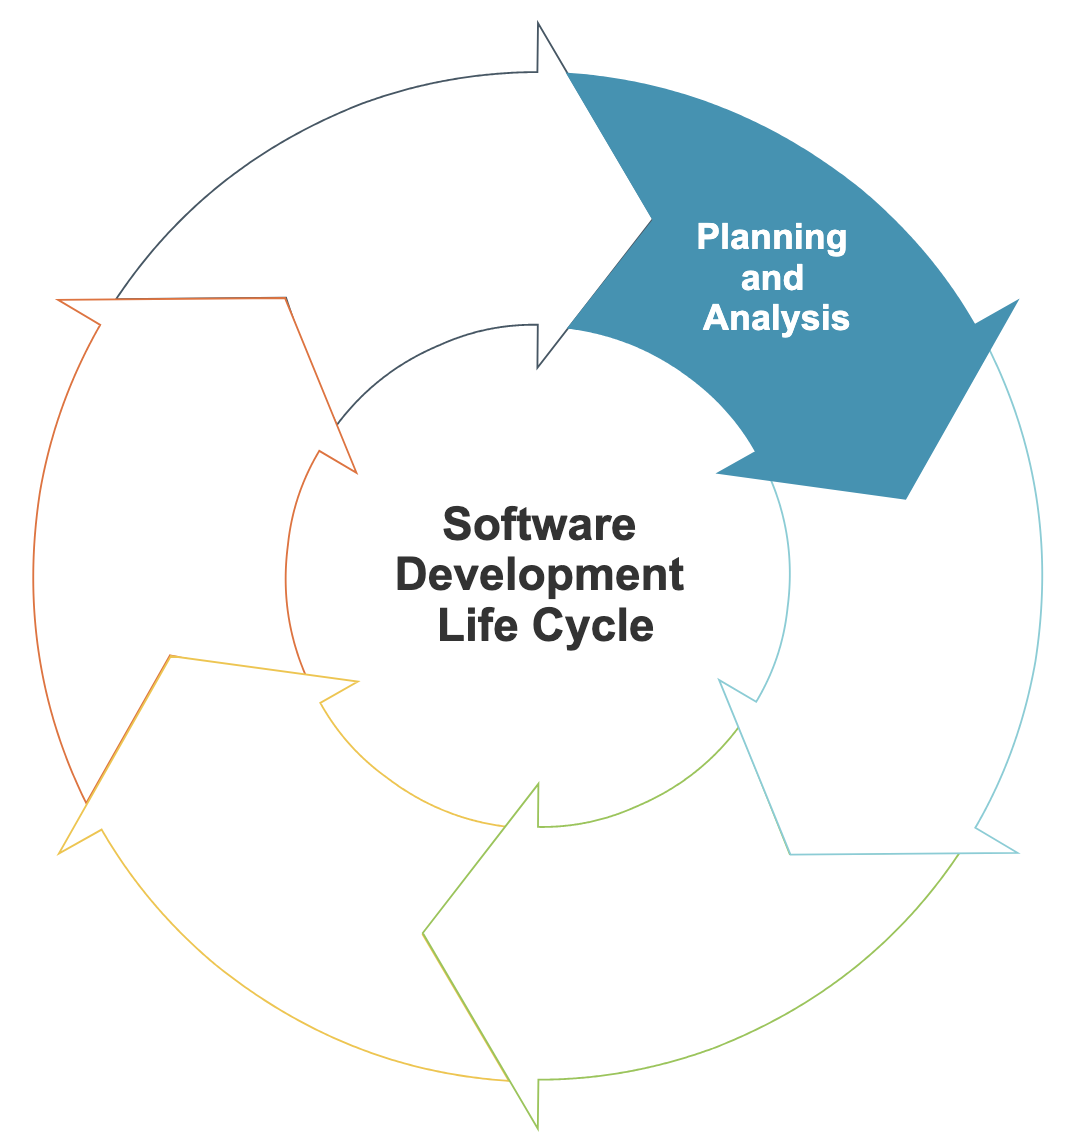 Planning
and
Analysis
Software
Development
Life Cycle